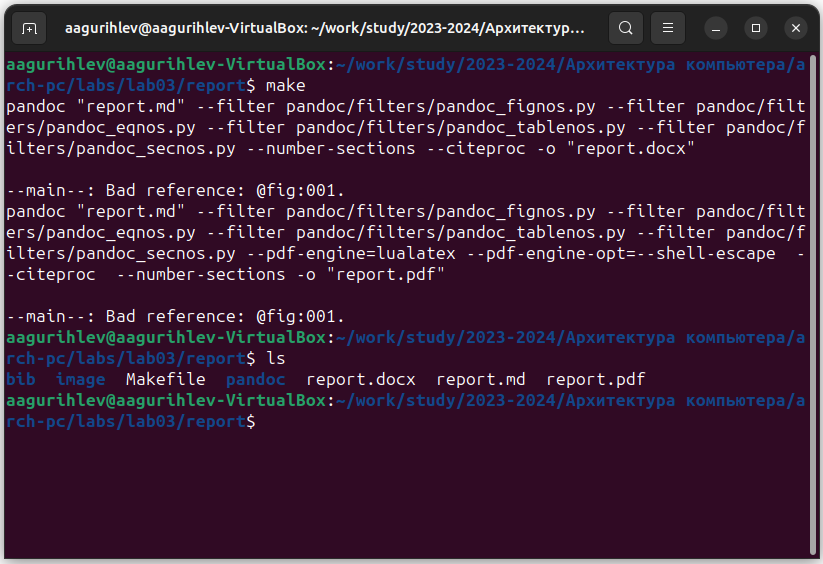 aagurihlev@aagurihlev-VirtualBox: ~/work/study/2023-2024/Архитектур...
aagurihlev@aagurihlev-VirtualBox:~/work/study/2023-2024/Архитектура компьютера/a
rch-pc/labs/lab03/report$ make
pandoc "report.md" --filter pandoc/filters/pandoc_fignos.py --filter pandoc/filt
ers/pandoc_eqnos.py --filter pandoc/filters/pandoc_tablenos.py --filter pandoc/f
ilters/pandoc_secnos.py --number-sections --citeproc -o "report.docx"
--main--: Bad reference: @fig:001.
pandoc "report.md" --filter pandoc/filters/pandoc_fignos.py --filter pandoc/filt
ers/pandoc_eqnos.py --filter pandoc/filters/pandoc_tablenos.py --filter pandoc/f
ilters/pandoc_secnos.py --pdf-engine=lualatex --pdf-engine-opt=--shell-escape  -
-citeproc  --number-sections -o "report.pdf"
--main--: Bad reference: @fig:001.
aagurihlev@aagurihlev-VirtualBox:~/work/study/2023-2024/Архитектура компьютера/a
rch-pc/labs/lab03/report$ ls
bib  image  Makefile  pandoc  report.docx  report.md  report.pdf
aagurihlev@aagurihlev-VirtualBox:~/work/study/2023-2024/Архитектура компьютера/a
rch-pc/labs/lab03/report$